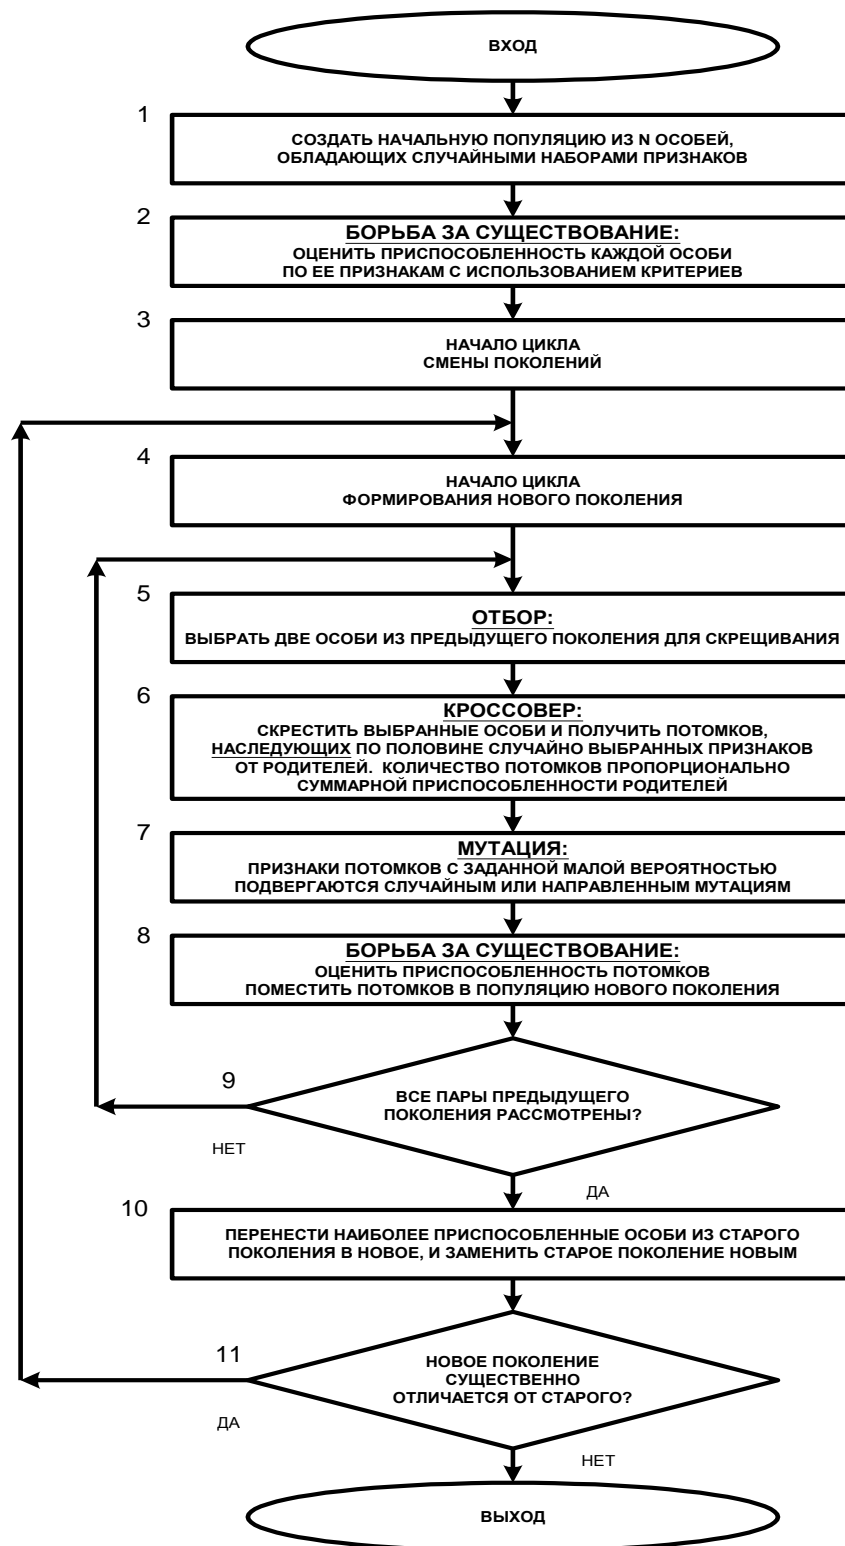 ВХОД
1
СОЗДАТЬ НАЧАЛЬНУЮ ПОПУЛЯЦИЮ ИЗ N ОСОБЕЙ,
ОБЛАДАЮЩИХ СЛУЧАЙНЫМИ НАБОРАМИ ПРИЗНАКОВ
2
БОРЬБА ЗА СУЩЕСТВОВАНИЕ:
ОЦЕНИТЬ ПРИСПОСОБЛЕННОСТЬ КАЖДОЙ ОСОБИ
ПО ЕЕ ПРИЗНАКАМ С ИСПОЛЬЗОВАНИЕМ КРИТЕРИЕВ
3
НАЧАЛО ЦИКЛА
СМЕНЫ ПОКОЛЕНИЙ
4
НАЧАЛО ЦИКЛА
ФОРМИРОВАНИЯ НОВОГО ПОКОЛЕНИЯ
5
ОТБОР:
ВЫБРАТЬ ДВЕ ОСОБИ ИЗ ПРЕДЫДУЩЕГО ПОКОЛЕНИЯ ДЛЯ СКРЕЩИВАНИЯ
6
КРОССОВЕР:
СКРЕСТИТЬ ВЫБРАННЫЕ ОСОБИ И ПОЛУЧИТЬ ПОТОМКОВ,
НАСЛЕДУЮЩИХ ПО ПОЛОВИНЕ СЛУЧАЙНО ВЫБРАННЫХ ПРИЗНАКОВ
ОТ РОДИТЕЛЕЙ. КОЛИЧЕСТВО ПОТОМКОВ ПРОПОРЦИОНАЛЬНО
СУММАРНОЙ ПРИСПОСОБЛЕННОСТИ РОДИТЕЛЕЙ
7
МУТАЦИЯ:
ПРИЗНАКИ ПОТОМКОВ С ЗАДАННОЙ МАЛОЙ ВЕРОЯТНОСТЬЮ
ПОДВЕРГАЮТСЯ СЛУЧАЙНЫМ ИЛИ НАПРАВЛЕННЫМ МУТАЦИЯМ
8
БОРЬБА ЗА СУЩЕСТВОВАНИЕ:
ОЦЕНИТЬ ПРИСПОСОБЛЕННОСТЬ ПОТОМКОВ
ПОМЕСТИТЬ ПОТОМКОВ В ПОПУЛЯЦИЮ НОВОГО ПОКОЛЕНИЯ
9
ВСЕ ПАРЫ ПРЕДЫДУЩЕГО
ПОКОЛЕНИЯ РАССМОТРЕНЫ?
НЕТ
ДА
10
ПЕРЕНЕСТИ НАИБОЛЕЕ ПРИСПОСОБЛЕННЫЕ ОСОБИ ИЗ СТАРОГО
ПОКОЛЕНИЯ В НОВОЕ, И ЗАМЕНИТЬ СТАРОЕ ПОКОЛЕНИЕ НОВЫМ
11
НОВОЕ ПОКОЛЕНИЕ
СУЩЕСТВЕННО
ОТЛИЧАЕТСЯ ОТ СТАРОГО?
ДА
НЕТ
ВЫХОД